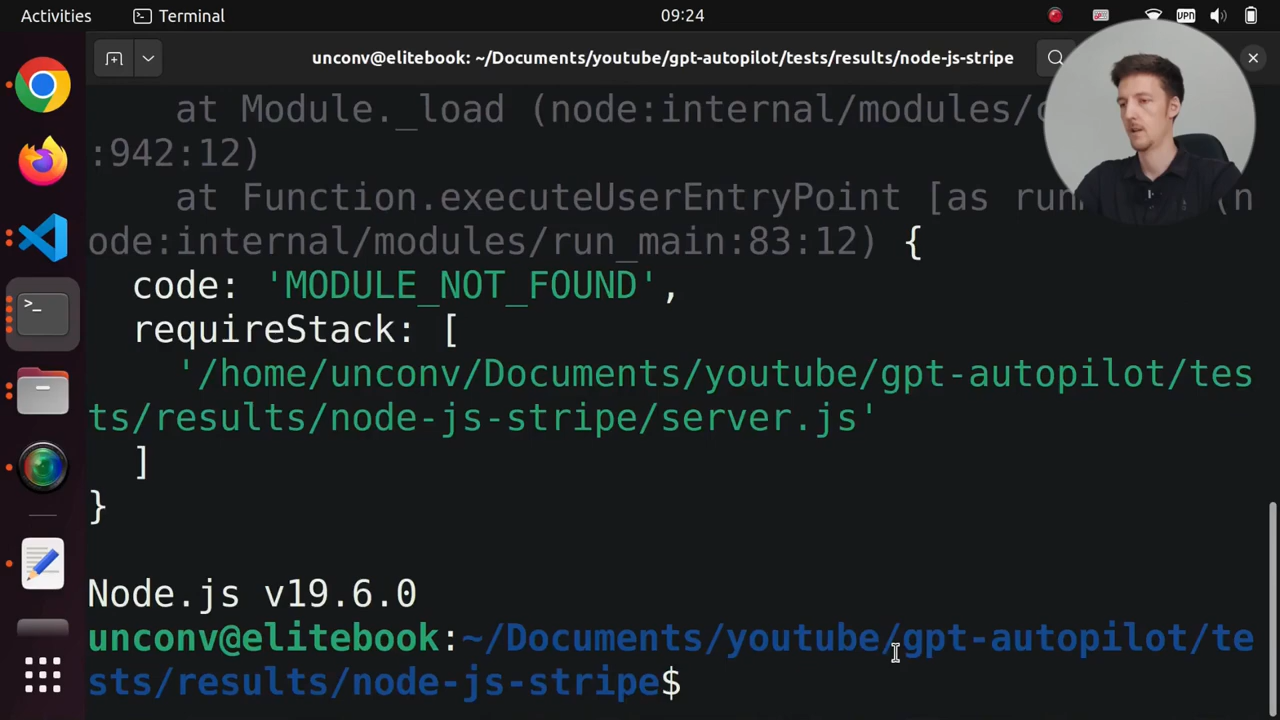 Activities
Terminal
09:24
VPN
unconv@elitebook: ~/Documents/youtube/gpt-autopilot/tests/results/node-js-stripe
at Module._load (node:internal/modules/
:942:12)
at Function.executeUserEntryPoint [as (n
ode:internal/modules/run_main:83:12) {
code: 'MODULE_NOT_FOUND',
requireStack: [
'/home/unconv/Documents/youtube/gpt-autopilot/tes
ts/results/node-js-stripe/server.js'
]
}
Node.js v19.6.0
unconv@elitebook:~/Documents/youtube/gpt-autopilot/te
sts/results/node-js-stripe$